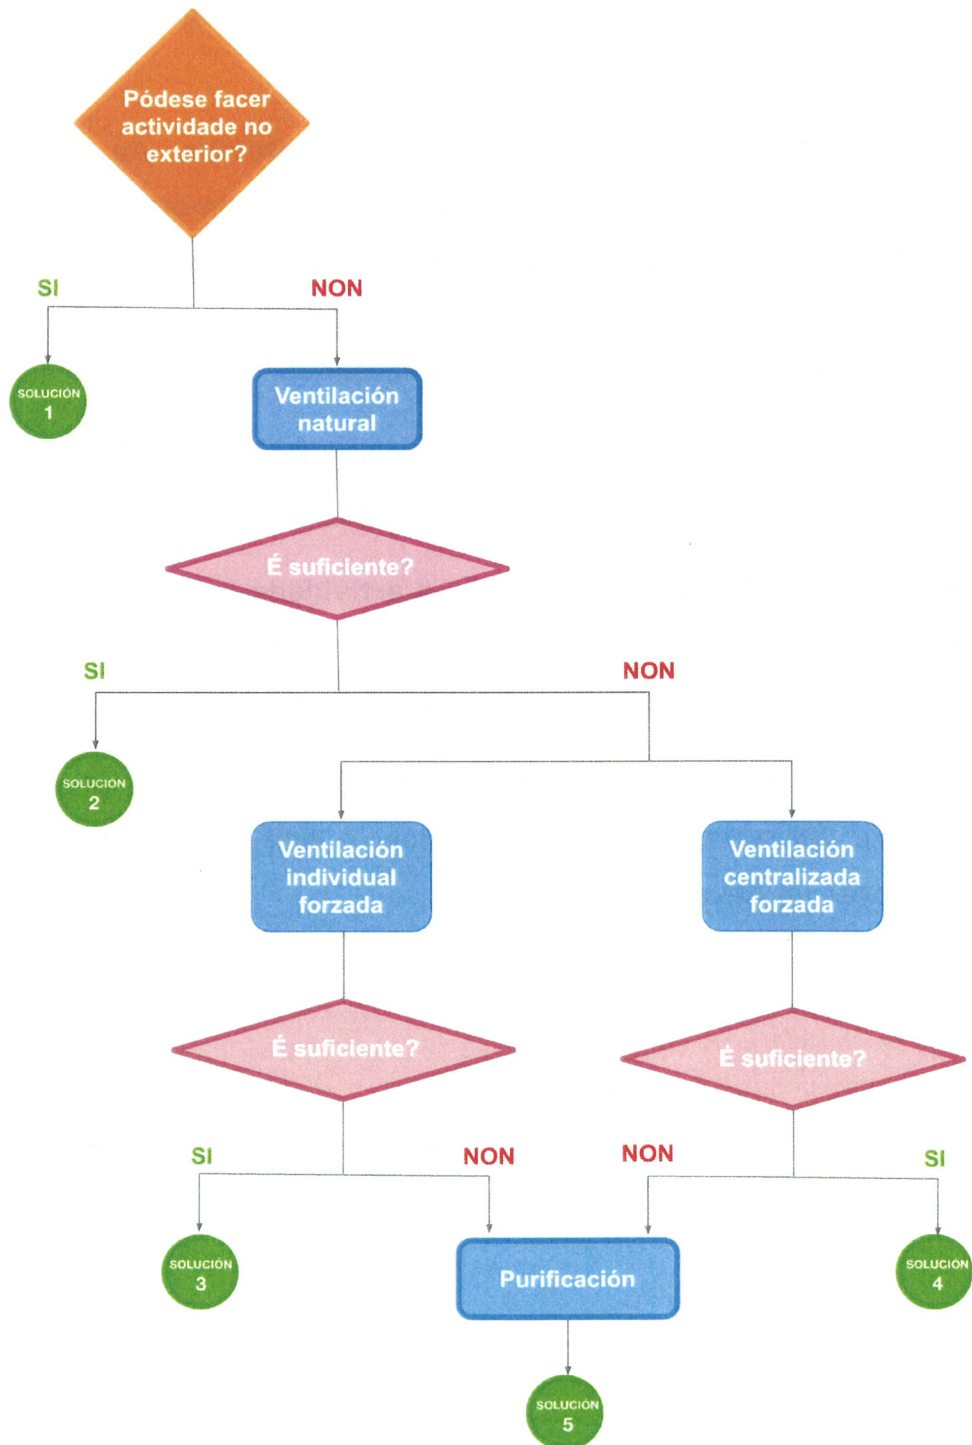 Pódese facer
actividade no
exterior?
SI
NON
SOLUCIÓN
1
Ventilación
natural
É suficiente?
SI
NON
SOLUCIÓN
2
Ventilación
individual
forzada
Ventilación
centralizada
forzada
É suficiente?
É suficiente?
SI
NON
NON
SI
SOLUCIÓN
3
Purificación
SOLUCIÓN
4
SOLUCIÓN
5